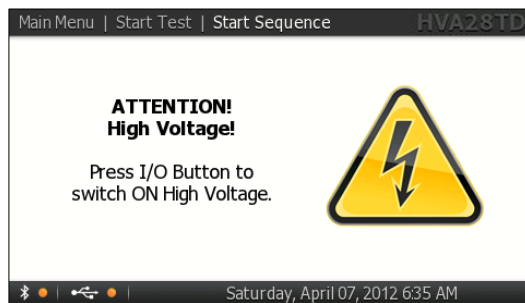 Main Menu | Start Test | Start Sequence HVA28TD
ATTENTION!
High Voltage!
Press I/O Button to
switch ON High Voltage.
Saturday, April 07, 2012 6:35 AM